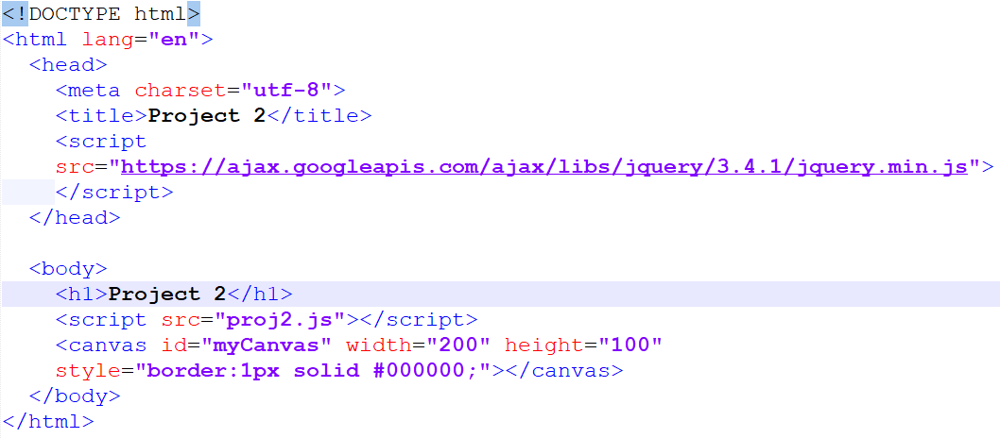 <!DOCTYPE html>
<html lang="en">
  <head>
    <meta charset="utf-8">
    <title>Project 2</title>
    <script
    src="https://ajax.googleapis.com/ajax/libs/jquery/3.4.1/jquery.min.js">
    </script>
  </head>

  <body>
    <h1>Project 2</h1>
    <script src="proj2.js"></script>
    <canvas id="myCanvas" width="200" height="100"
    style="border:1px solid #000000;"></canvas>
  </body>
</html>